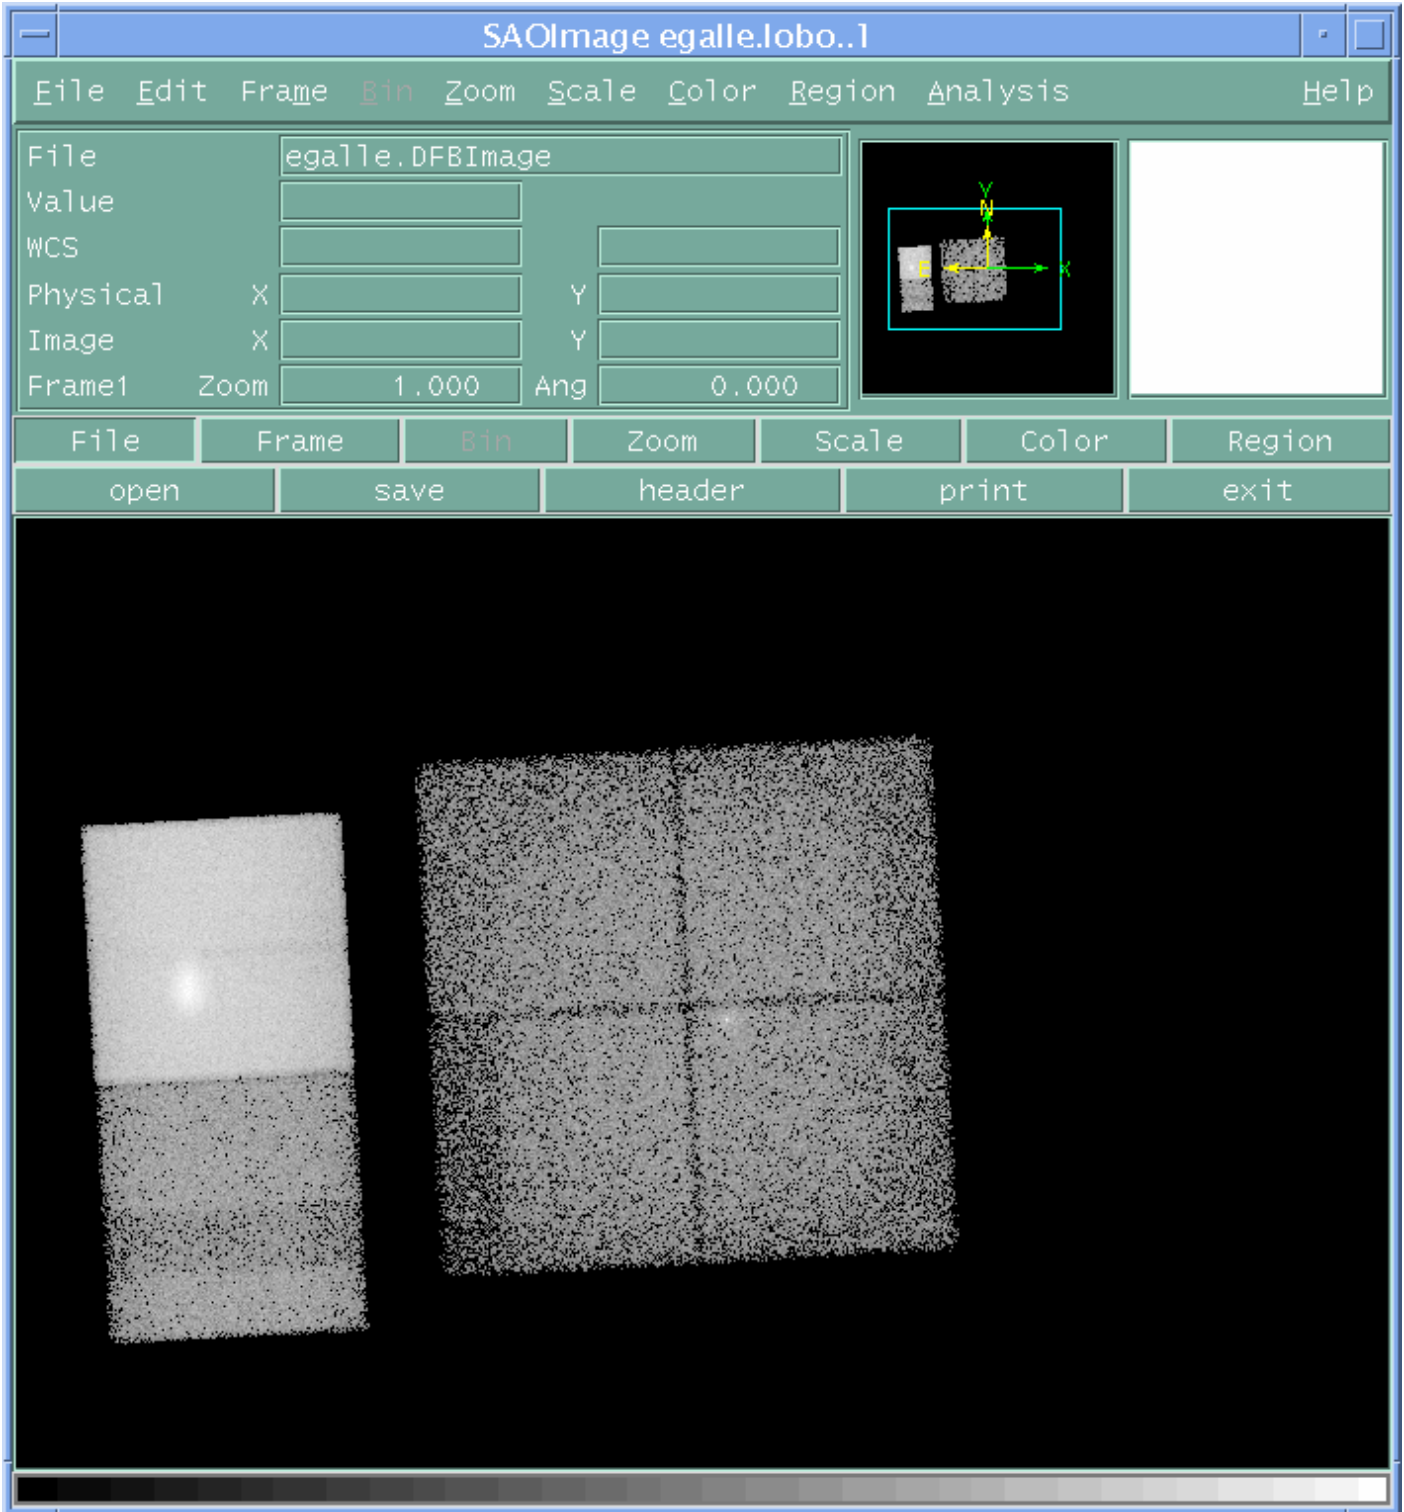 SAOImage egalle.lobo..1
File Edit Frame Bin Zoom Scale Color Region Analysis Help
File egalle.DFBImage
Value
WCS
Physical X Y
Image X Y
Frame1 Zoom 1.000 Ang 0.000
Y
N
E X
File Frame Bin Zoom Scale Color Region
open save header print exit